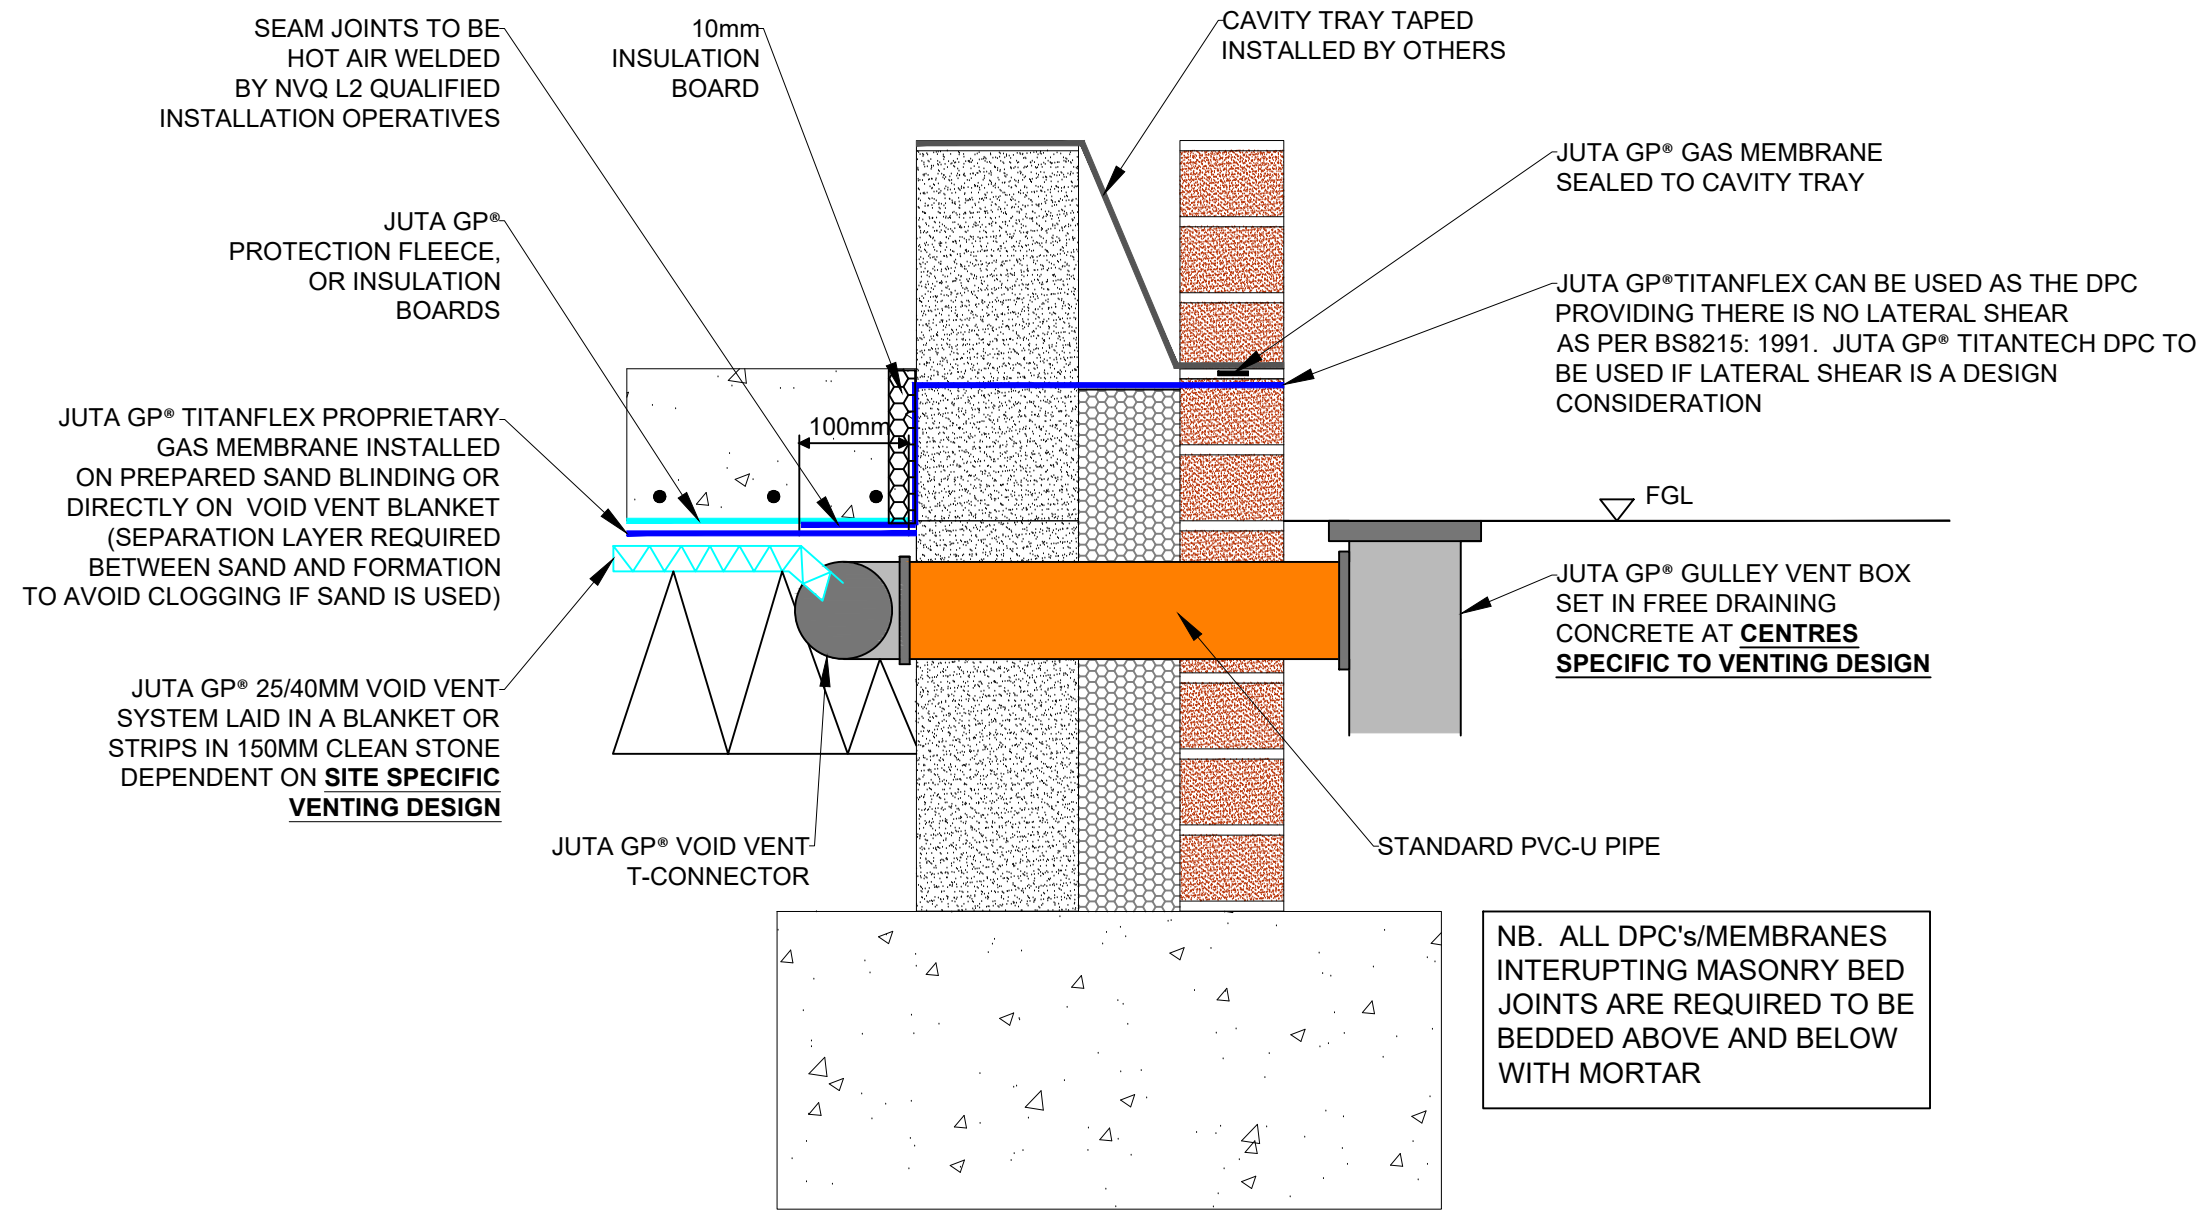 SEAM JOINTS TO BE
HOT AIR WELDED
BY NVQ L2 QUALIFIED
INSTALLATION OPERATIVES
10mm
INSULATION
BOARD
CAVITY TRAY TAPED
INSTALLED BY OTHERS
JUTA GP® GAS MEMBRANE
SEALED TO CAVITY TRAY
JUTA GP®
PROTECTION FLEECE,
OR INSULATION
BOARDS
JUTA GP®TITANFLEX CAN BE USED AS THE DPC
PROVIDING THERE IS NO LATERAL SHEAR
AS PER BS8215: 1991.  JUTA GP® TITANTECH DPC TO
BE USED IF LATERAL SHEAR IS A DESIGN
CONSIDERATION
JUTA GP® TITANFLEX PROPRIETARY
GAS MEMBRANE INSTALLED
ON PREPARED SAND BLINDING OR
DIRECTLY ON  VOID VENT BLANKET
(SEPARATION LAYER REQUIRED
BETWEEN SAND AND FORMATION
TO AVOID CLOGGING IF SAND IS USED)
100mm
FGL
JUTA GP® GULLEY VENT BOX
SET IN FREE DRAINING
CONCRETE AT CENTRES
SPECIFIC TO VENTING DESIGN
JUTA GP® 25/40MM VOID VENT
SYSTEM LAID IN A BLANKET OR
STRIPS IN 150MM CLEAN STONE
DEPENDENT ON SITE SPECIFIC
VENTING DESIGN
JUTA GP® VOID VENT
T-CONNECTOR
STANDARD PVC-U PIPE
NB.  ALL DPC's/MEMBRANES
INTERUPTING MASONRY BED
JOINTS ARE REQUIRED TO BE
BEDDED ABOVE AND BELOW
WITH MORTAR